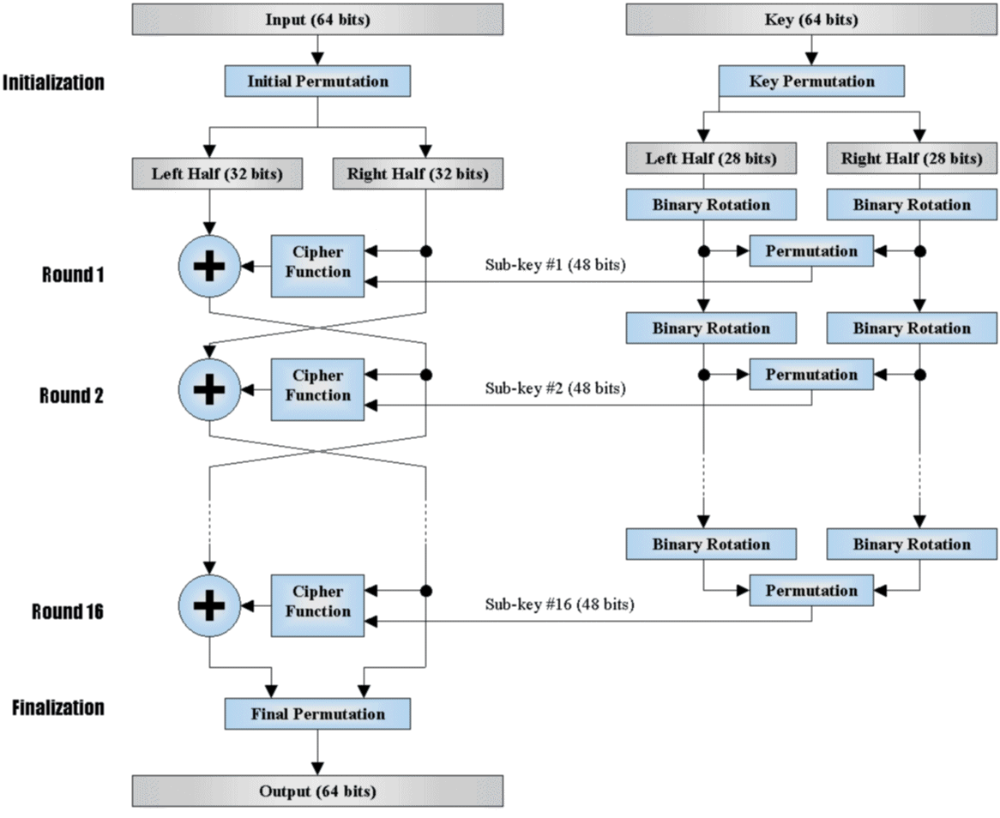 Input (64 bits)
Key (64 bits)
Initialization
Initial Permutation
Key Permutation
Left Half (32 bits)
Right Half (32 bits)
Left Half (28 bits)
Right Half (28 bits)
Binary Rotation
Binary Rotation
Round 1
Cipher
Function
Sub-key #1 (48 bits)
Permutation
Binary Rotation
Binary Rotation
Round 2
Cipher
Function
Sub-key #2 (48 bits)
Permutation
Binary Rotation
Binary Rotation
Round 16
Cipher
Function
Sub-key #16 (48 bits)
Permutation
Finalization
Final Permutation
Output (64 bits)